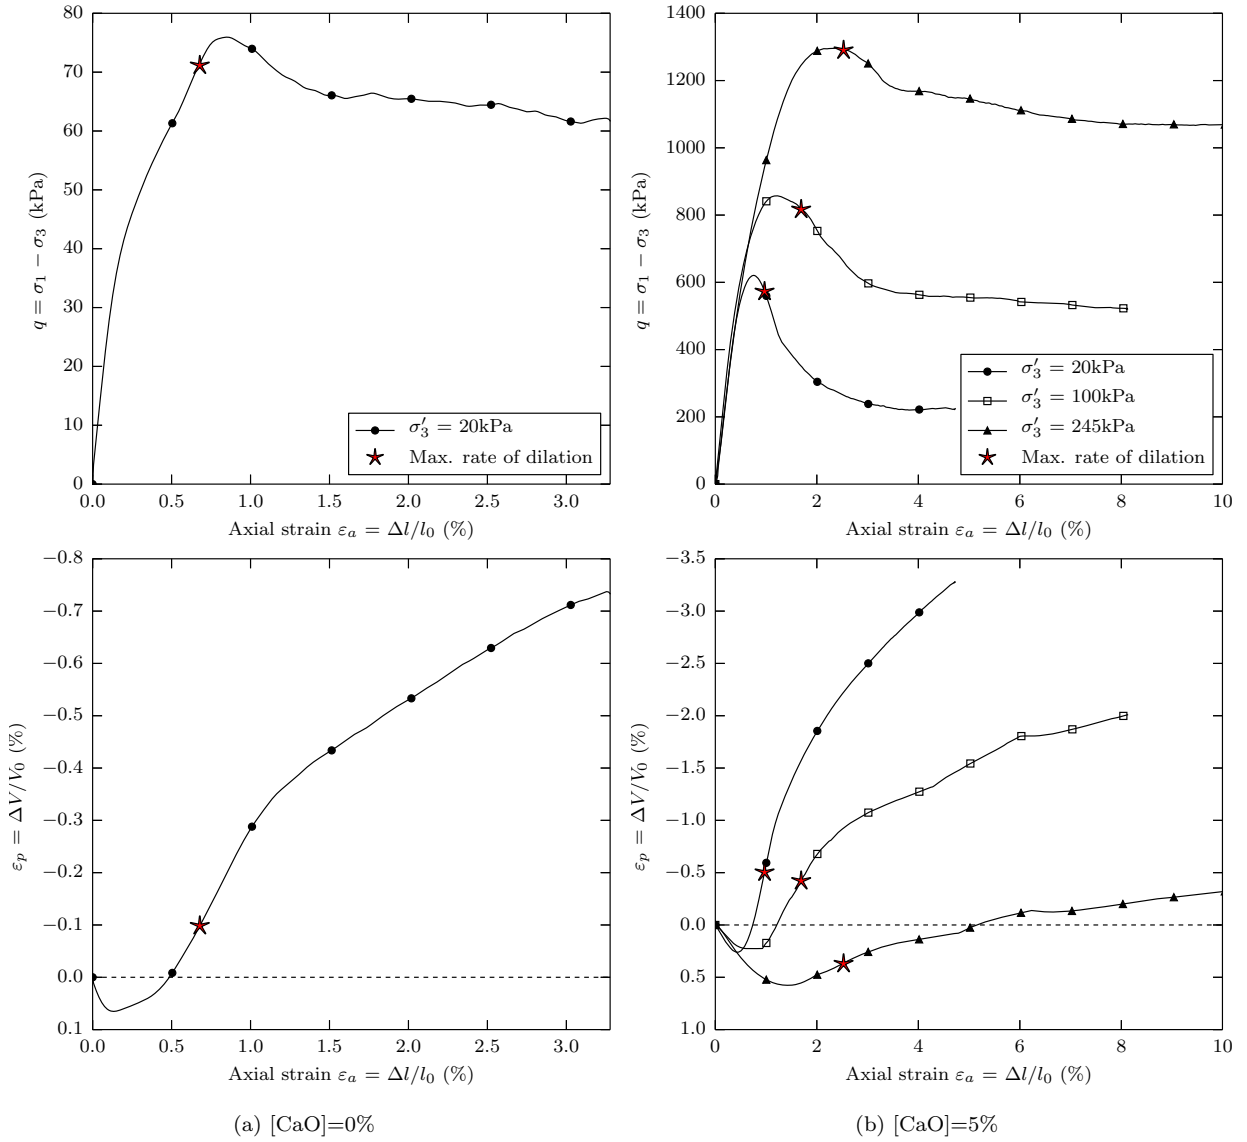 80
70
60
50
40
30
20
10
0
q = σ₁ − σ₃ (kPa)
σ′₃ = 20kPa
Max. rate of dilation
0.0 0.5 1.0 1.5 2.0 2.5 3.0
Axial strain εₐ = Δl/l₀ (%)
1400
1200
1000
800
600
400
200
0
q = σ₁ − σ₃ (kPa)
σ′₃ = 20kPa
σ′₃ = 100kPa
σ′₃ = 245kPa
Max. rate of dilation
0 2 4 6 8 10
Axial strain εₐ = Δl/l₀ (%)
−0.8
−0.7
−0.6
−0.5
−0.4
−0.3
−0.2
−0.1
0.0
0.1
εₚ = ΔV/V₀ (%)
0.0 0.5 1.0 1.5 2.0 2.5 3.0
Axial strain εₐ = Δl/l₀ (%)
−3.5
−3.0
−2.5
−2.0
−1.5
−1.0
−0.5
0.0
0.5
1.0
εₚ = ΔV/V₀ (%)
0 2 4 6 8 10
Axial strain εₐ = Δl/l₀ (%)
(a) [CaO]=0%
(b) [CaO]=5%